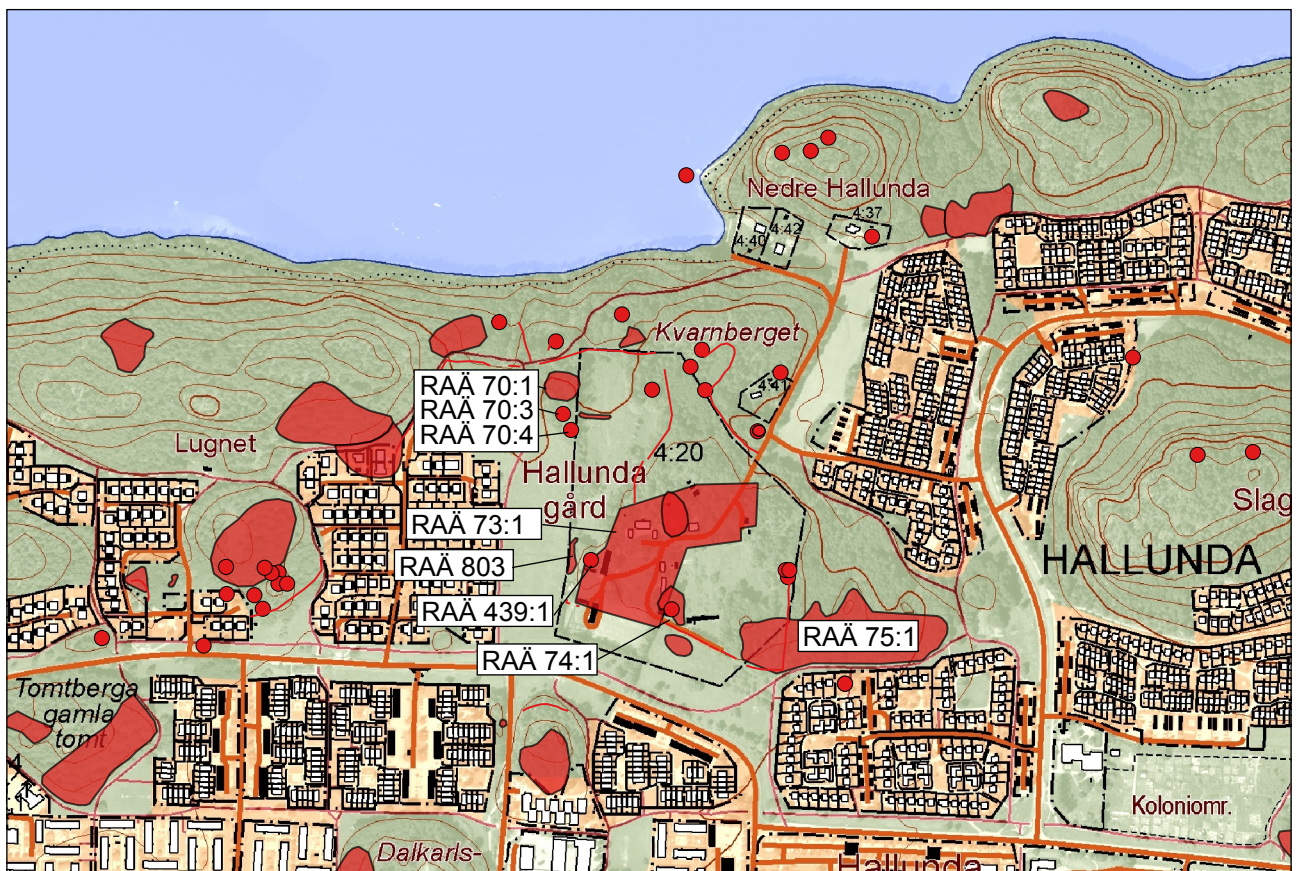 Nedre Hallunda
4:37
4:40
4:42
Kvarnberget
4:41
RAÄ 70:1
RAÄ 70:3
RAÄ 70:4
Lugnet
4:20
Hallunda
gård
Slag
RAÄ 73:1
RAÄ 803
HALLUNDA
RAÄ 439:1
RAÄ 75:1
RAÄ 74:1
Tomtberga
gamla
tomt
4
Koloniomr.
Dalkarls-
Hallunda